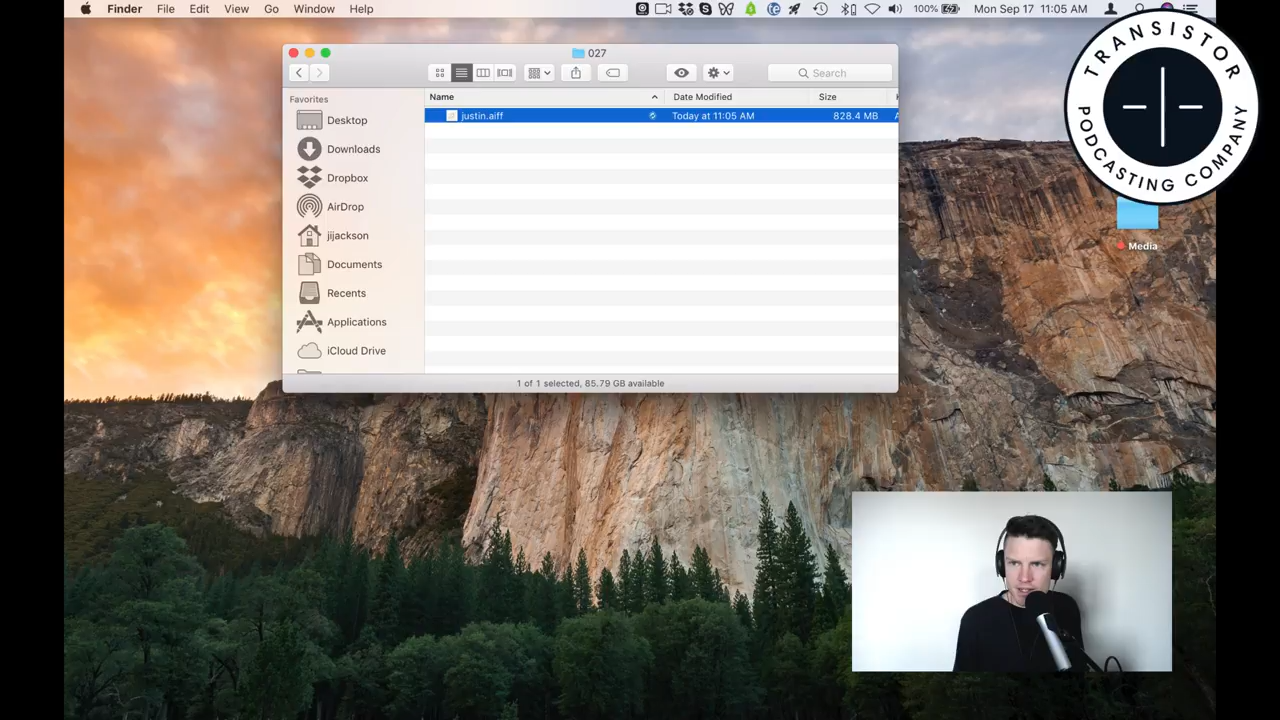 Finder File Edit View Go Window Help 100% Mon Sep 17 11:05 AM
TRANSISTOR
PODCASTING COMPANY
027
Search
Favorites
Desktop
Downloads
Dropbox
AirDrop
jijackson
Documents
Recents
Applications
iCloud Drive
Name Date Modified Size
justin.aiff Today at 11:05 AM 828.4 MB
1 of 1 selected, 85.79 GB available
Media